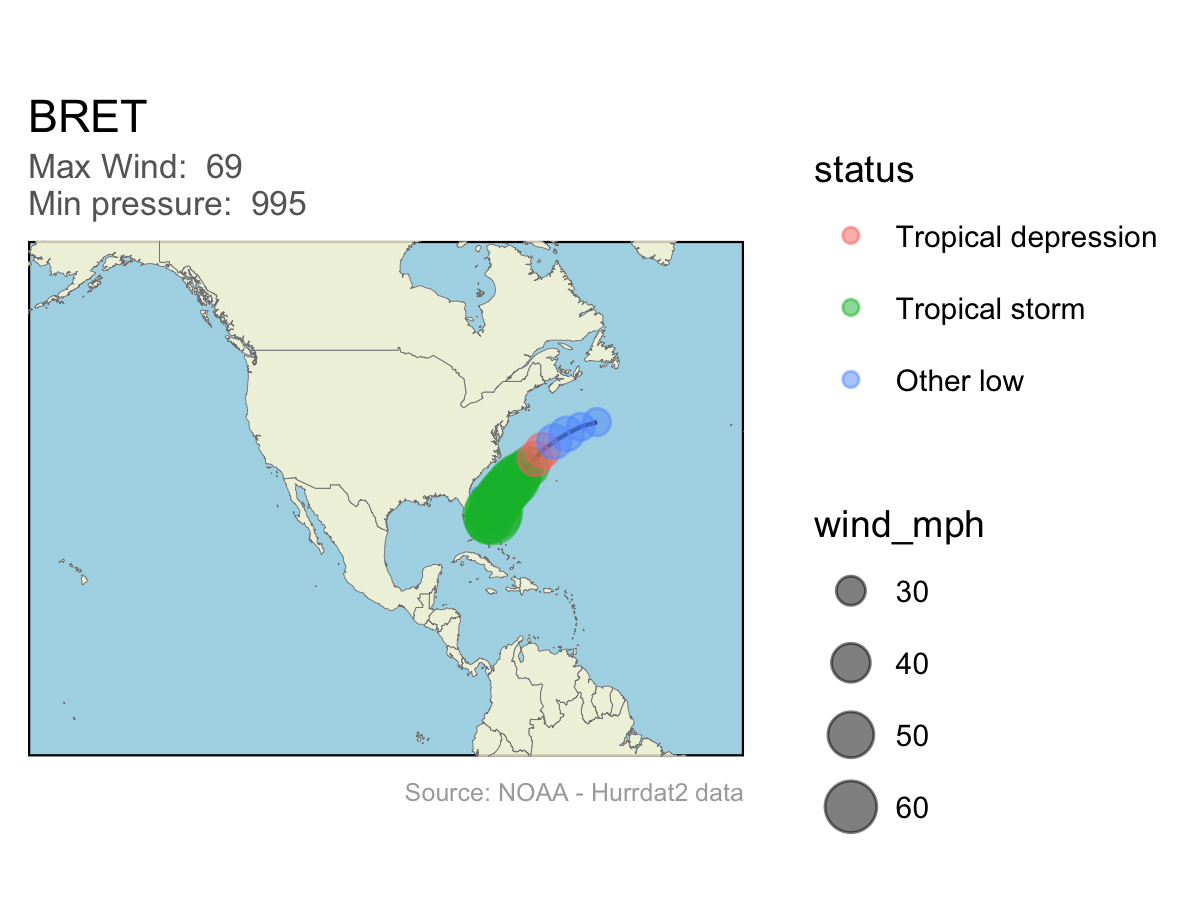 BRET
Max Wind:  69
Min pressure:  995
status
Tropical depression
Tropical storm
Other low
wind_mph
30
40
50
60
Source: NOAA - Hurrdat2 data